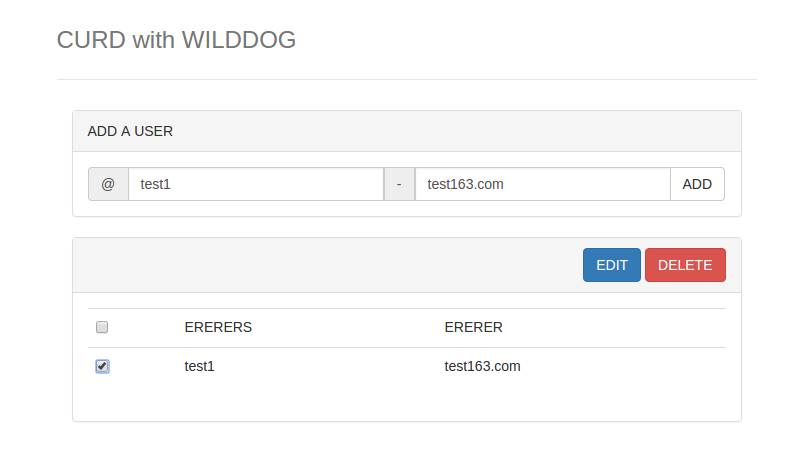 CURD with WILDDOG
ADD A USER
@ test1 - test163.com ADD
EDIT DELETE
ERERERS ERERER
test1 test163.com